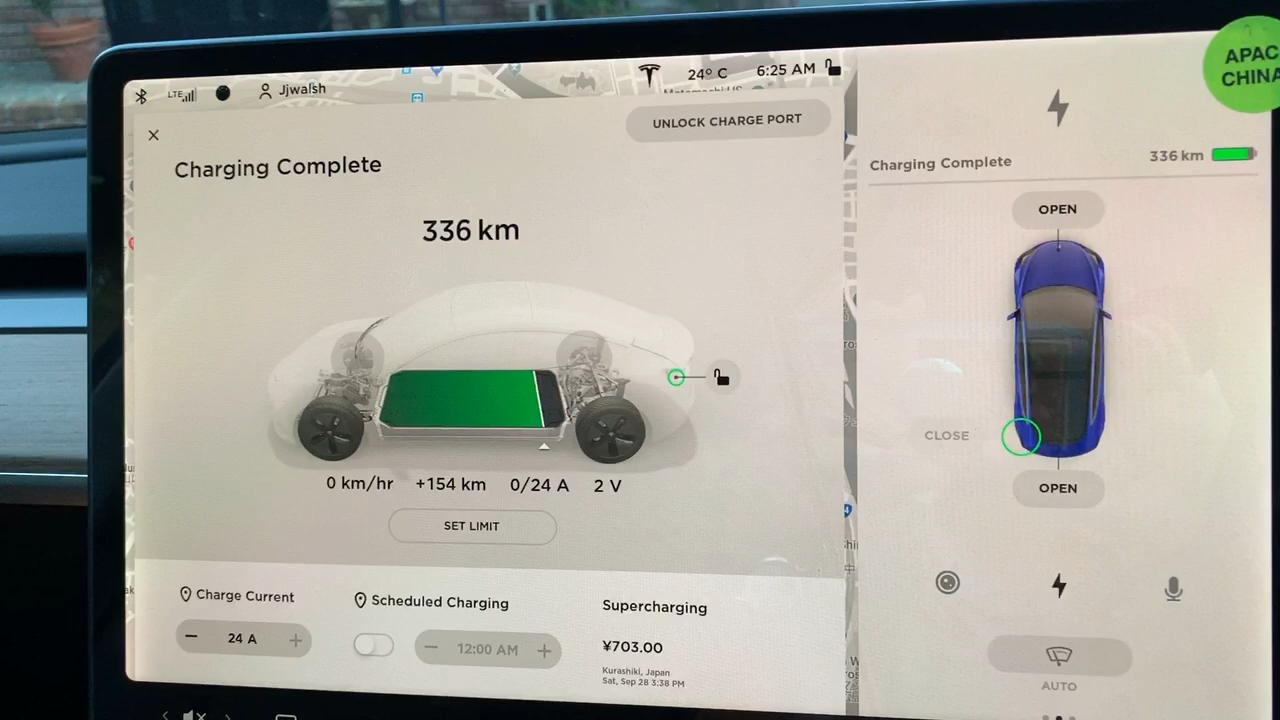 LTE
Jjwalsh
24° C
6:25 AM
APAC
CHINA
UNLOCK CHARGE PORT
Charging Complete
336 km
Charging Complete
336 km
OPEN
CLOSE
OPEN
0 km/hr +154 km 0/24 A 2 V
SET LIMIT
Charge Current
Scheduled Charging
Supercharging
24 A
12:00 AM
¥703.00
Kurashiki, Japan
Sat, Sep 28 3:38 PM
AUTO